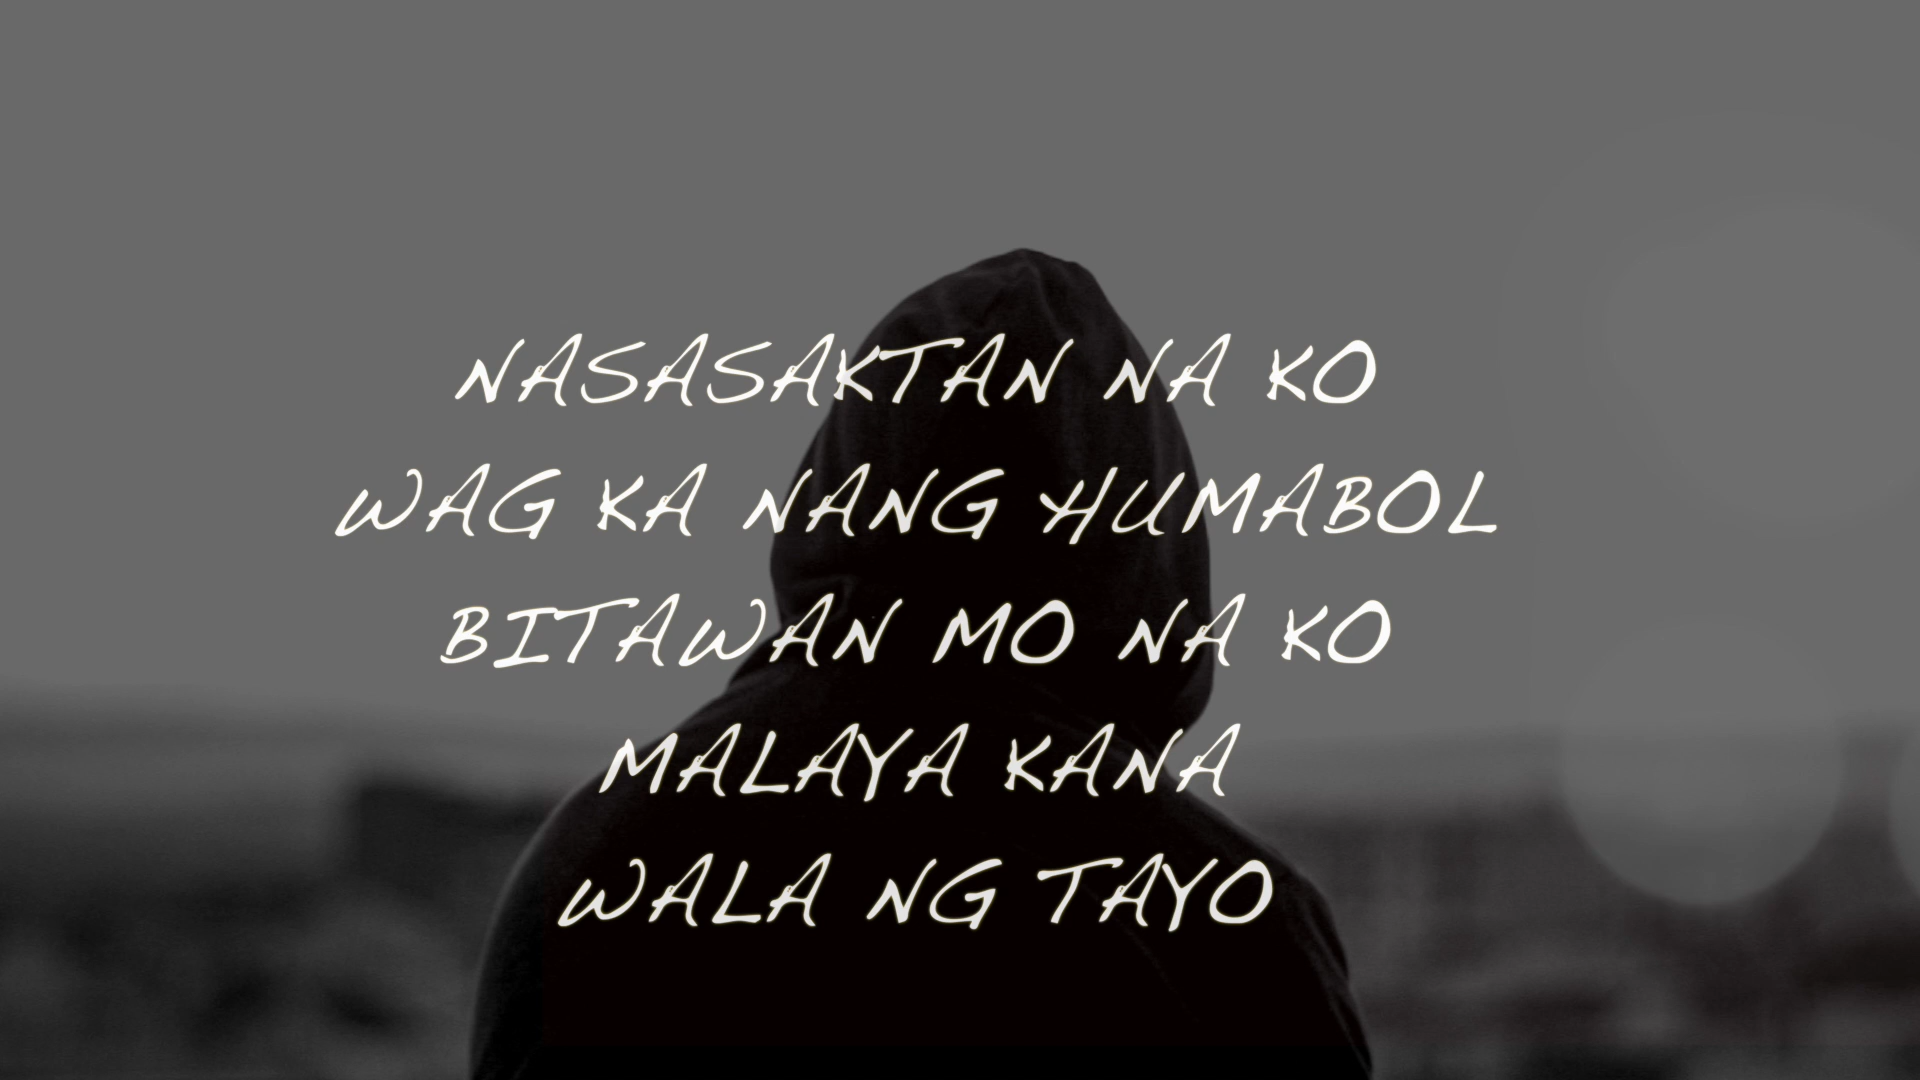 NASASAKTAN NA KO
WAG KA NANG HUMABOL
BITAWAN MO NA KO
MALAYA KANA
WALA NG TAYO